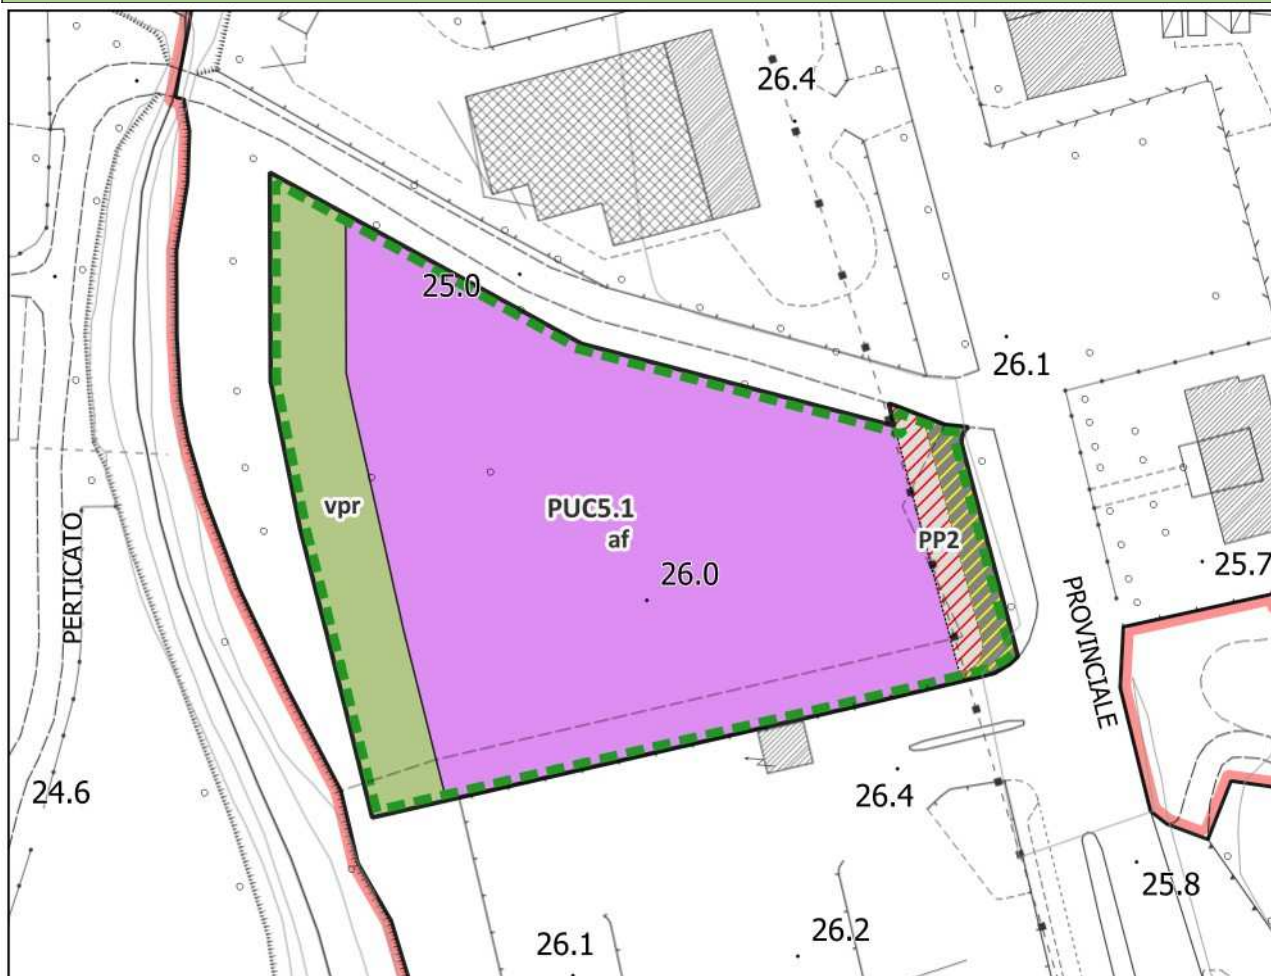 26.4
25.0
26.1
vpr
PUC5.1
af
PP2
26.0
25.7
PERTICATO
PROVINCIALE
24.6
26.4
25.8
26.2
26.1